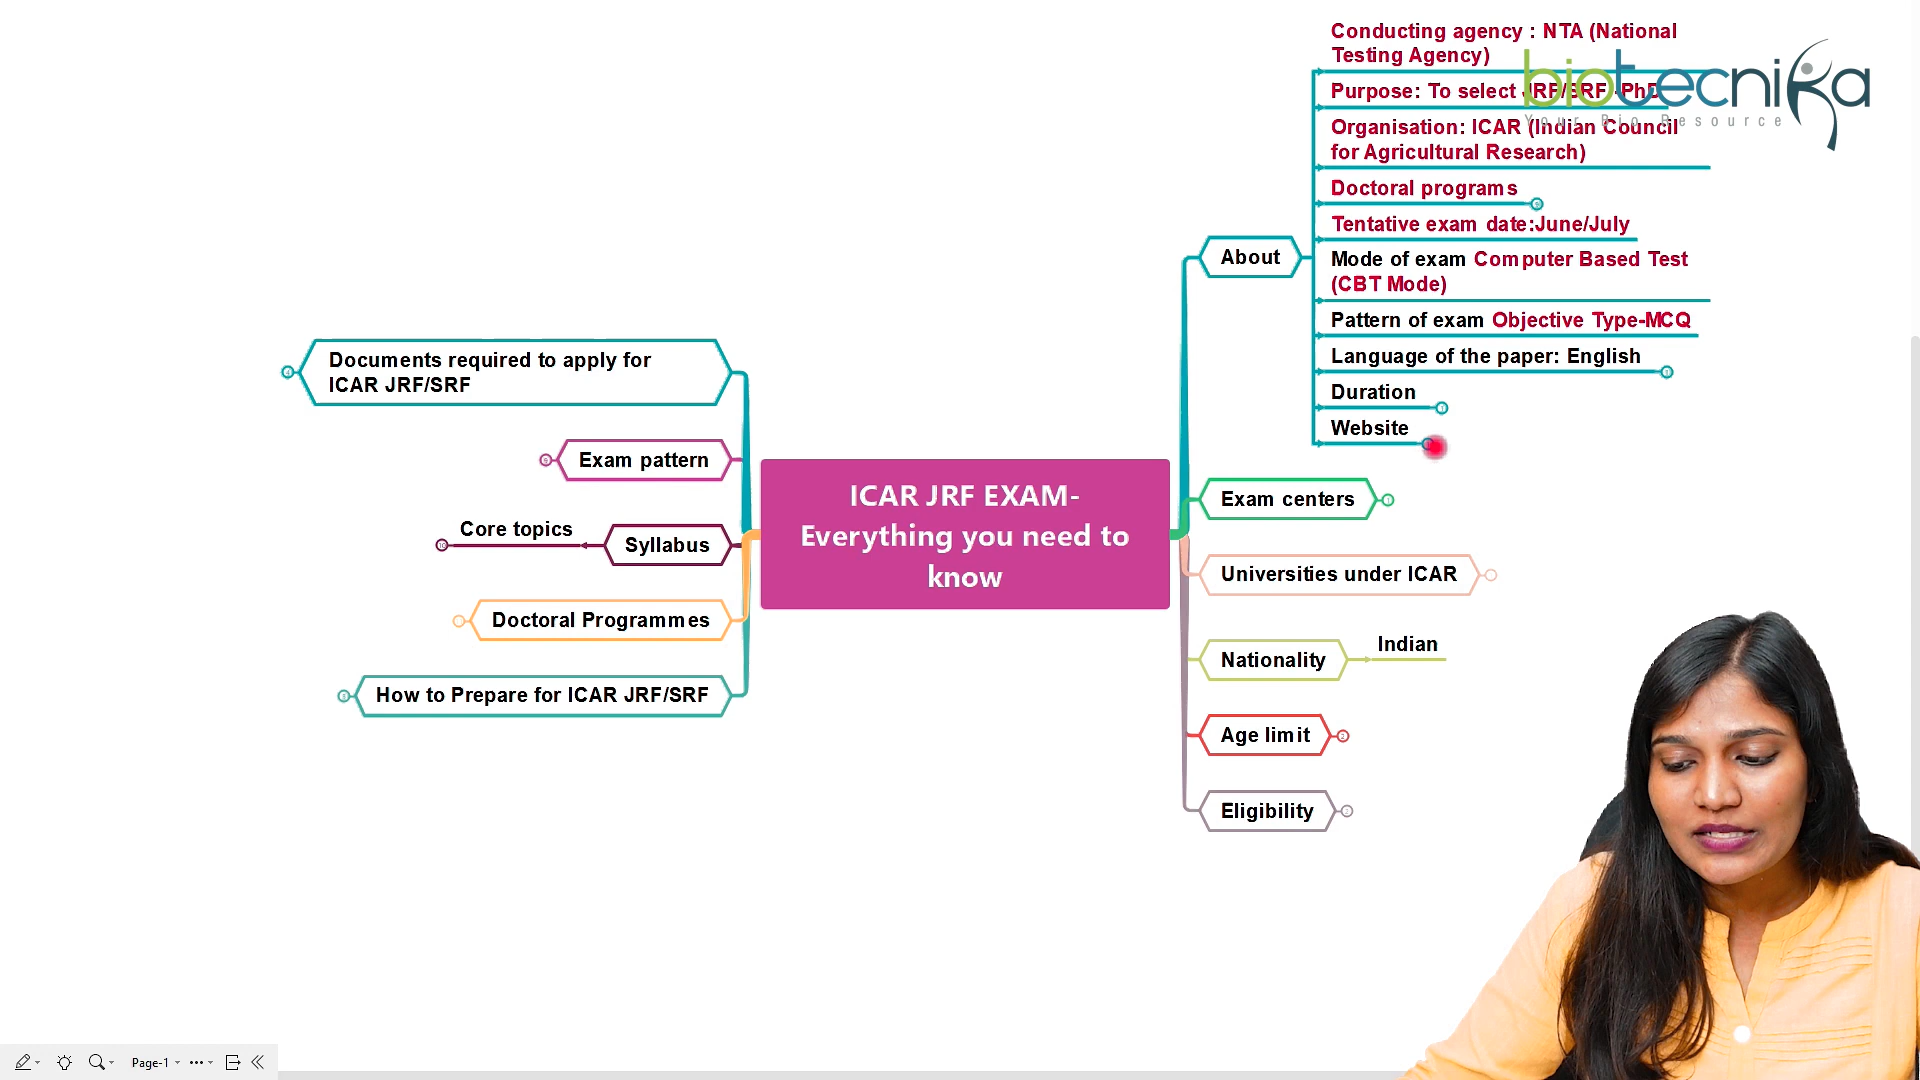 Conducting agency : NTA (National
Testing Agency)
Purpose: To select JRF/SRF -PhD
Organisation: ICAR (Indian Council
for Agricultural Research)
Doctoral programs
Tentative exam date:June/July
Mode of exam Computer Based Test
(CBT Mode)
Pattern of exam Objective Type-MCQ
Language of the paper: English
Duration
Website
biotecnika
Your Bio Resource
About
Exam centers
Universities under ICAR
Nationality
Indian
Age limit
Eligibility
ICAR JRF EXAM-
Everything you need to
know
Documents required to apply for
ICAR JRF/SRF
Exam pattern
Core topics
Syllabus
Doctoral Programmes
How to Prepare for ICAR JRF/SRF
Page-1